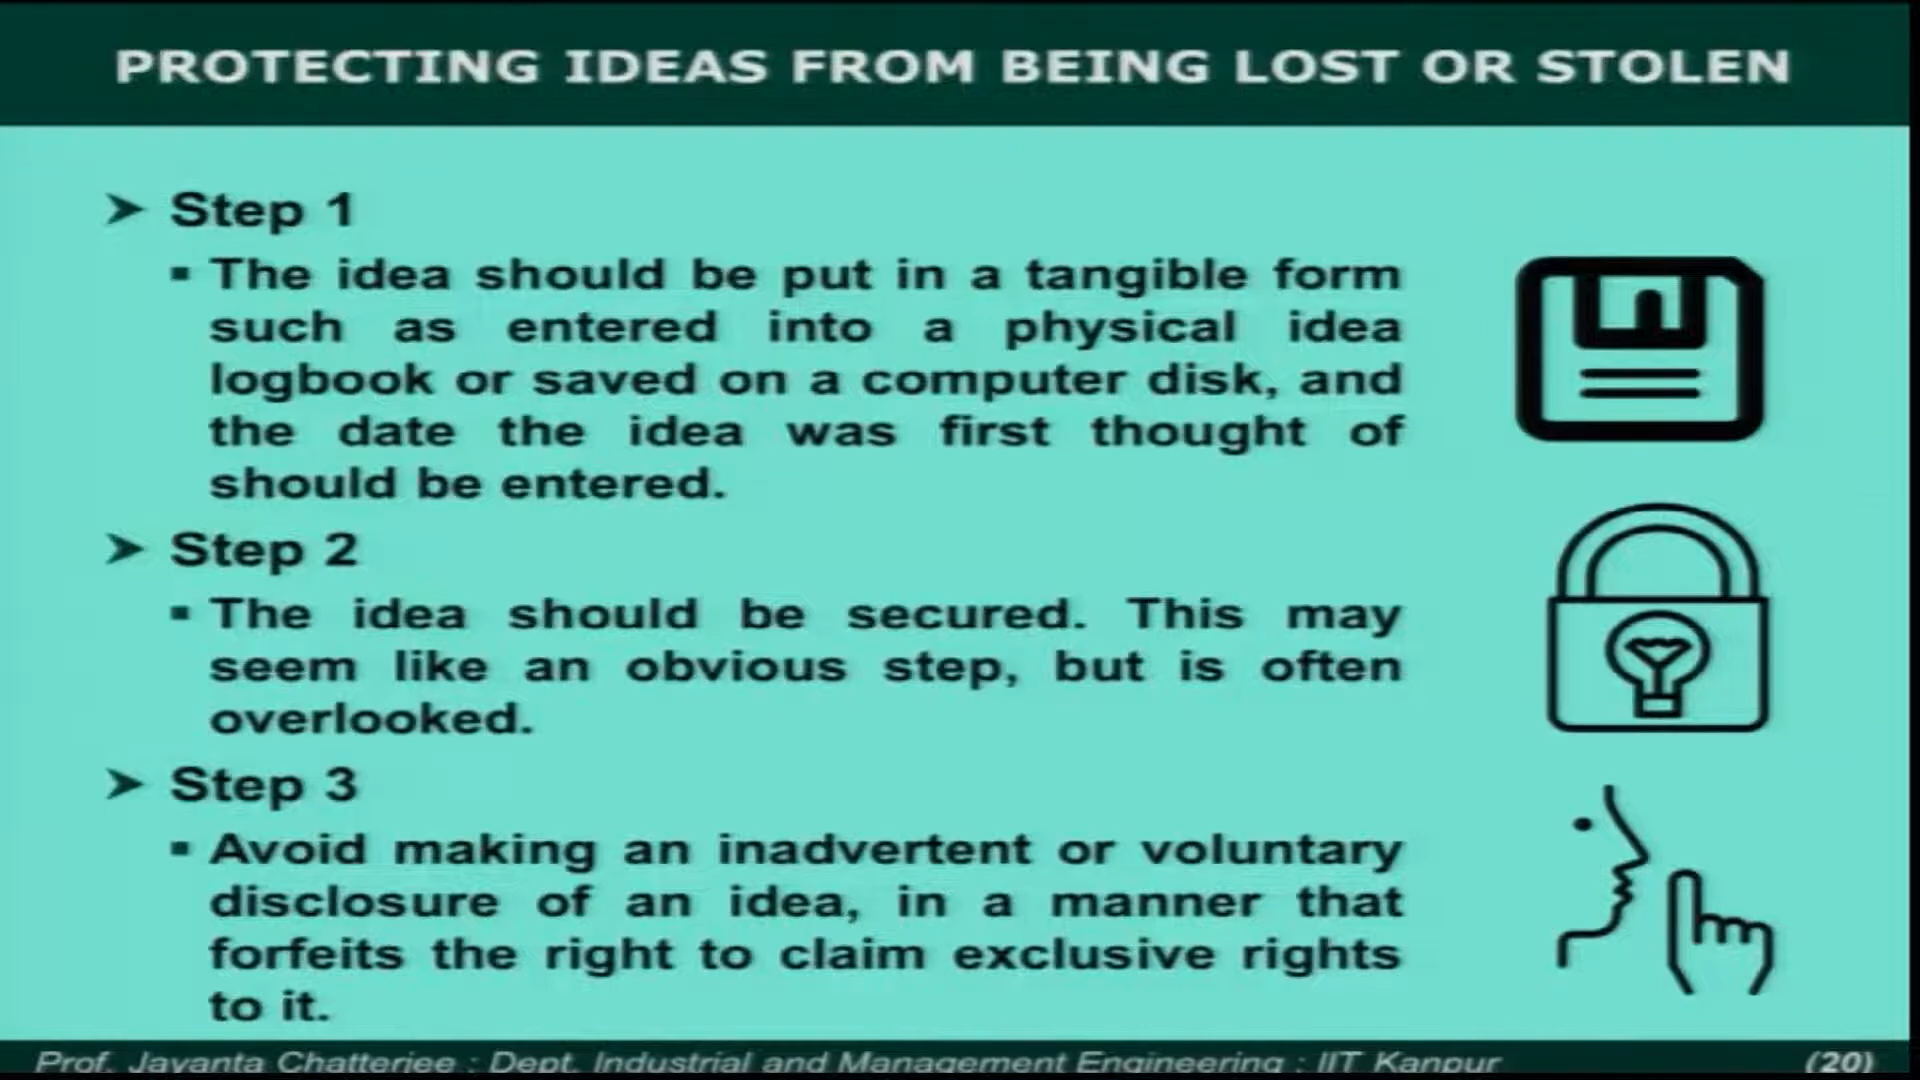 PROTECTING IDEAS FROM BEING LOST OR STOLEN
➤ Step 1
▪ The idea should be put in a tangible form
such as entered into a physical idea
logbook or saved on a computer disk, and
the date the idea was first thought of
should be entered.
➤ Step 2
▪ The idea should be secured. This may
seem like an obvious step, but is often
overlooked.
➤ Step 3
▪ Avoid making an inadvertent or voluntary
disclosure of an idea, in a manner that
forfeits the right to claim exclusive rights
to it.
Prof. Jayanta Chatterjee : Dept. Industrial and Management Engineering : IIT Kanpur (20)